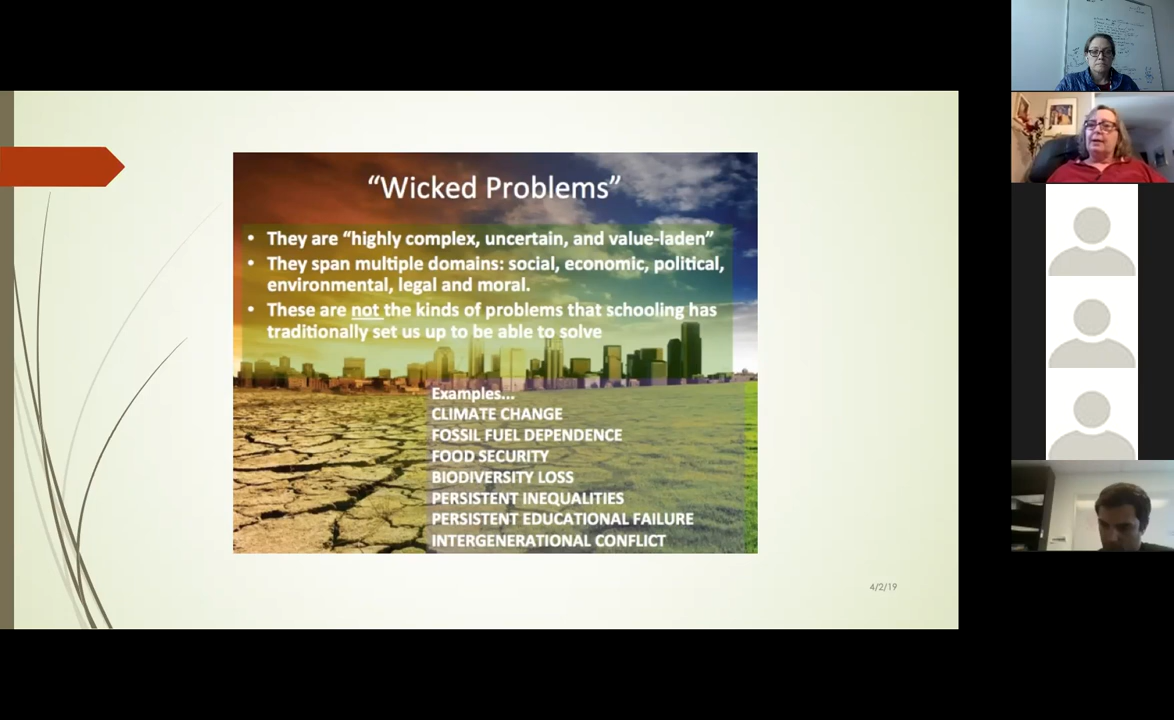 “Wicked Problems”
• They are “highly complex, uncertain, and value-laden”
• They span multiple domains: social, economic, political,
environmental, legal and moral.
• These are not the kinds of problems that schooling has
traditionally set us up to be able to solve
Examples...
CLIMATE CHANGE
FOSSIL FUEL DEPENDENCE
FOOD SECURITY
BIODIVERSITY LOSS
PERSISTENT INEQUALITIES
PERSISTENT EDUCATIONAL FAILURE
INTERGENERATIONAL CONFLICT
4/2/19